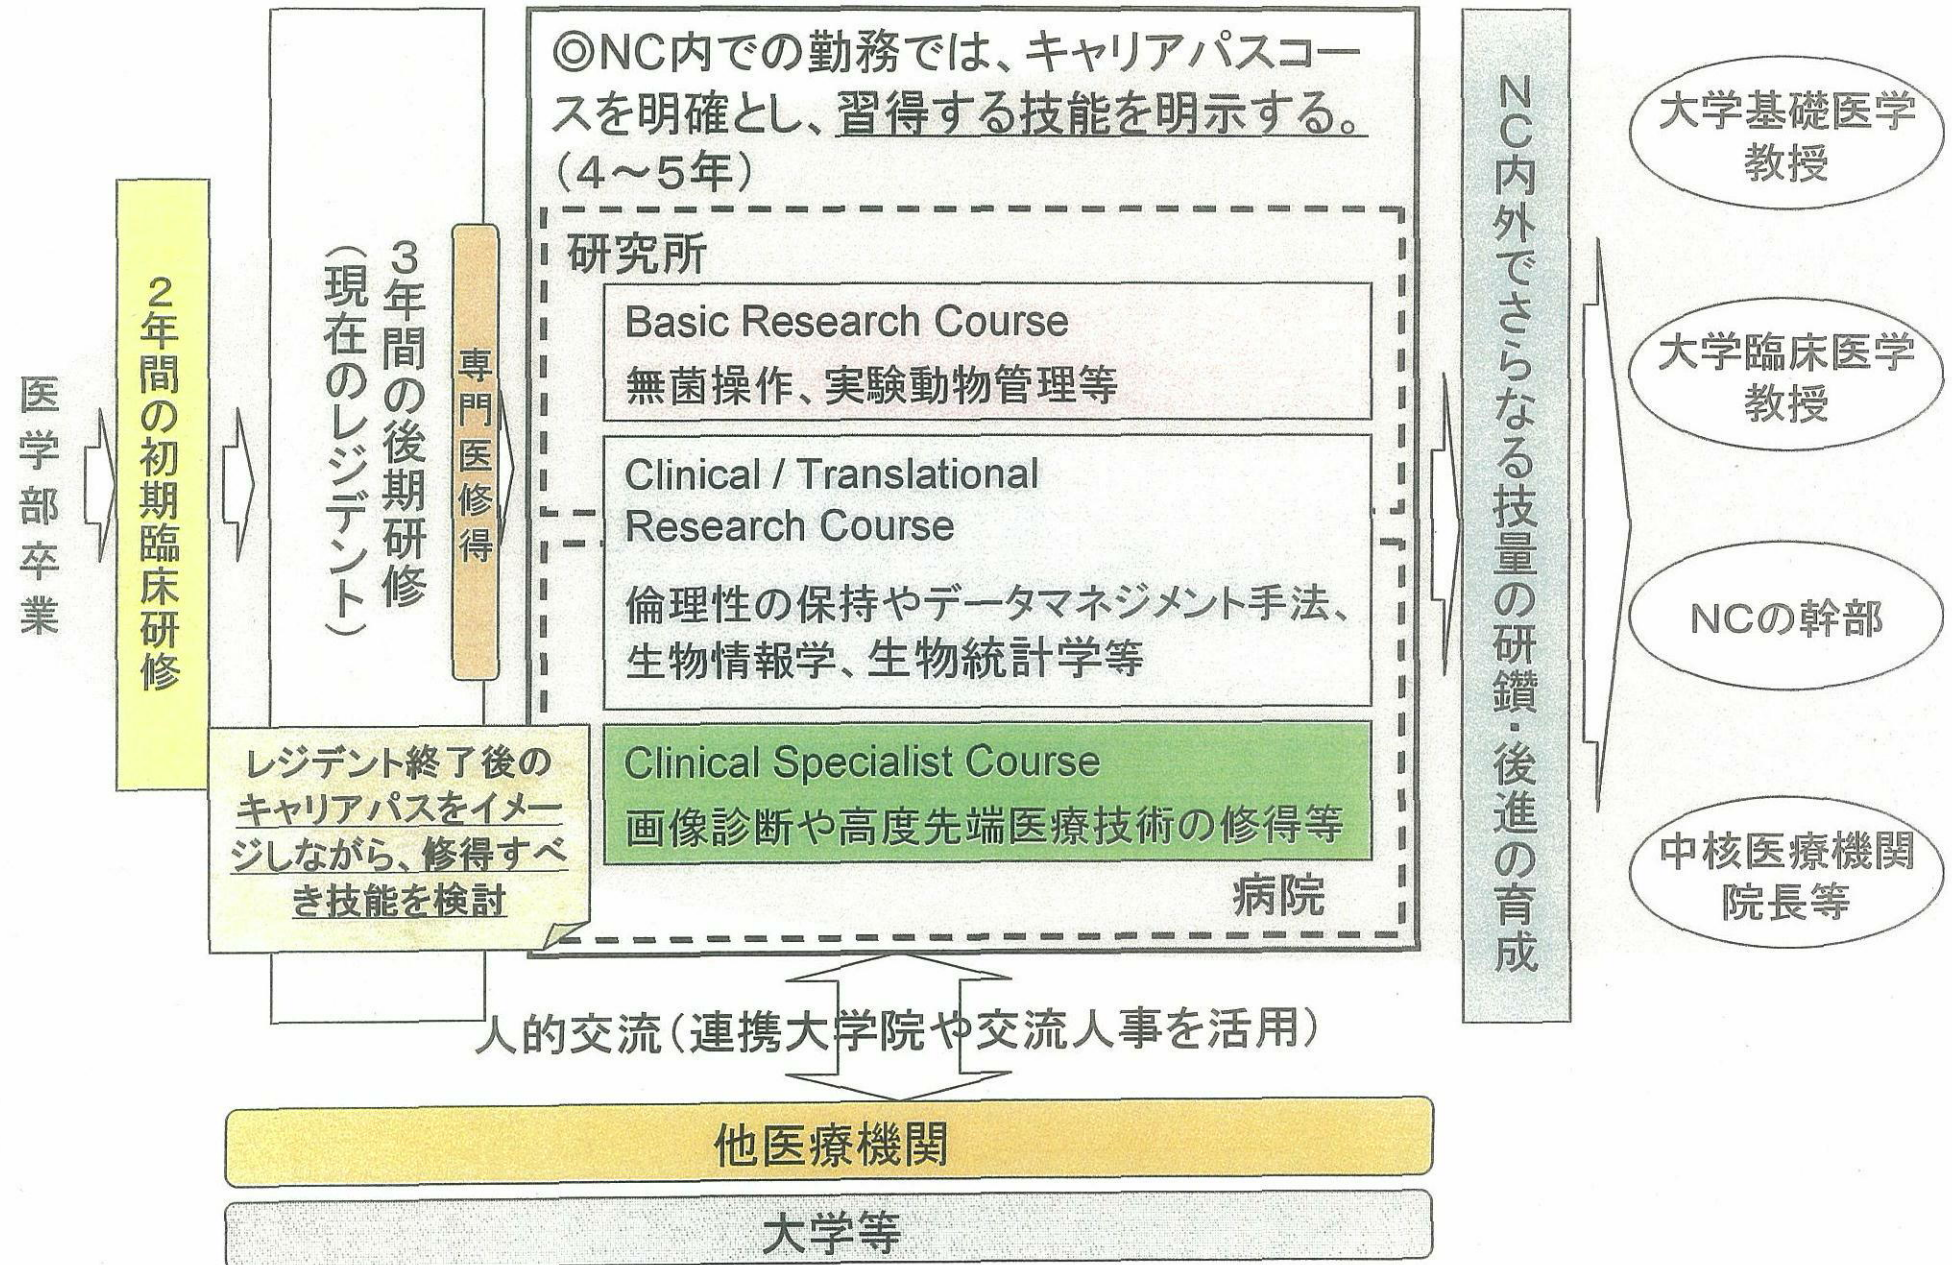 医学部卒業
2年間の初期臨床研修
3年間の後期研修
(現在のレジデント)
専門医修得
レジデント終了後の
キャリアパスをイメー
ジしながら、修得すべ
き技能を検討
◎NC内での勤務では、キャリアパスコー
スを明確とし、習得する技能を明示する。
(4～5年)
研究所
Basic Research Course
無菌操作、実験動物管理等
Clinical / Translational
Research Course
倫理性の保持やデータマネジメント手法、
生物情報学、生物統計学等
Clinical Specialist Course
画像診断や高度先端医療技術の修得等
病院
NC内外でさらなる技量の研鑽・後進の育成
大学基礎医学
教授
大学臨床医学
教授
NCの幹部
中核医療機関
院長等
人的交流(連携大学院や交流人事を活用)
他医療機関
大学等